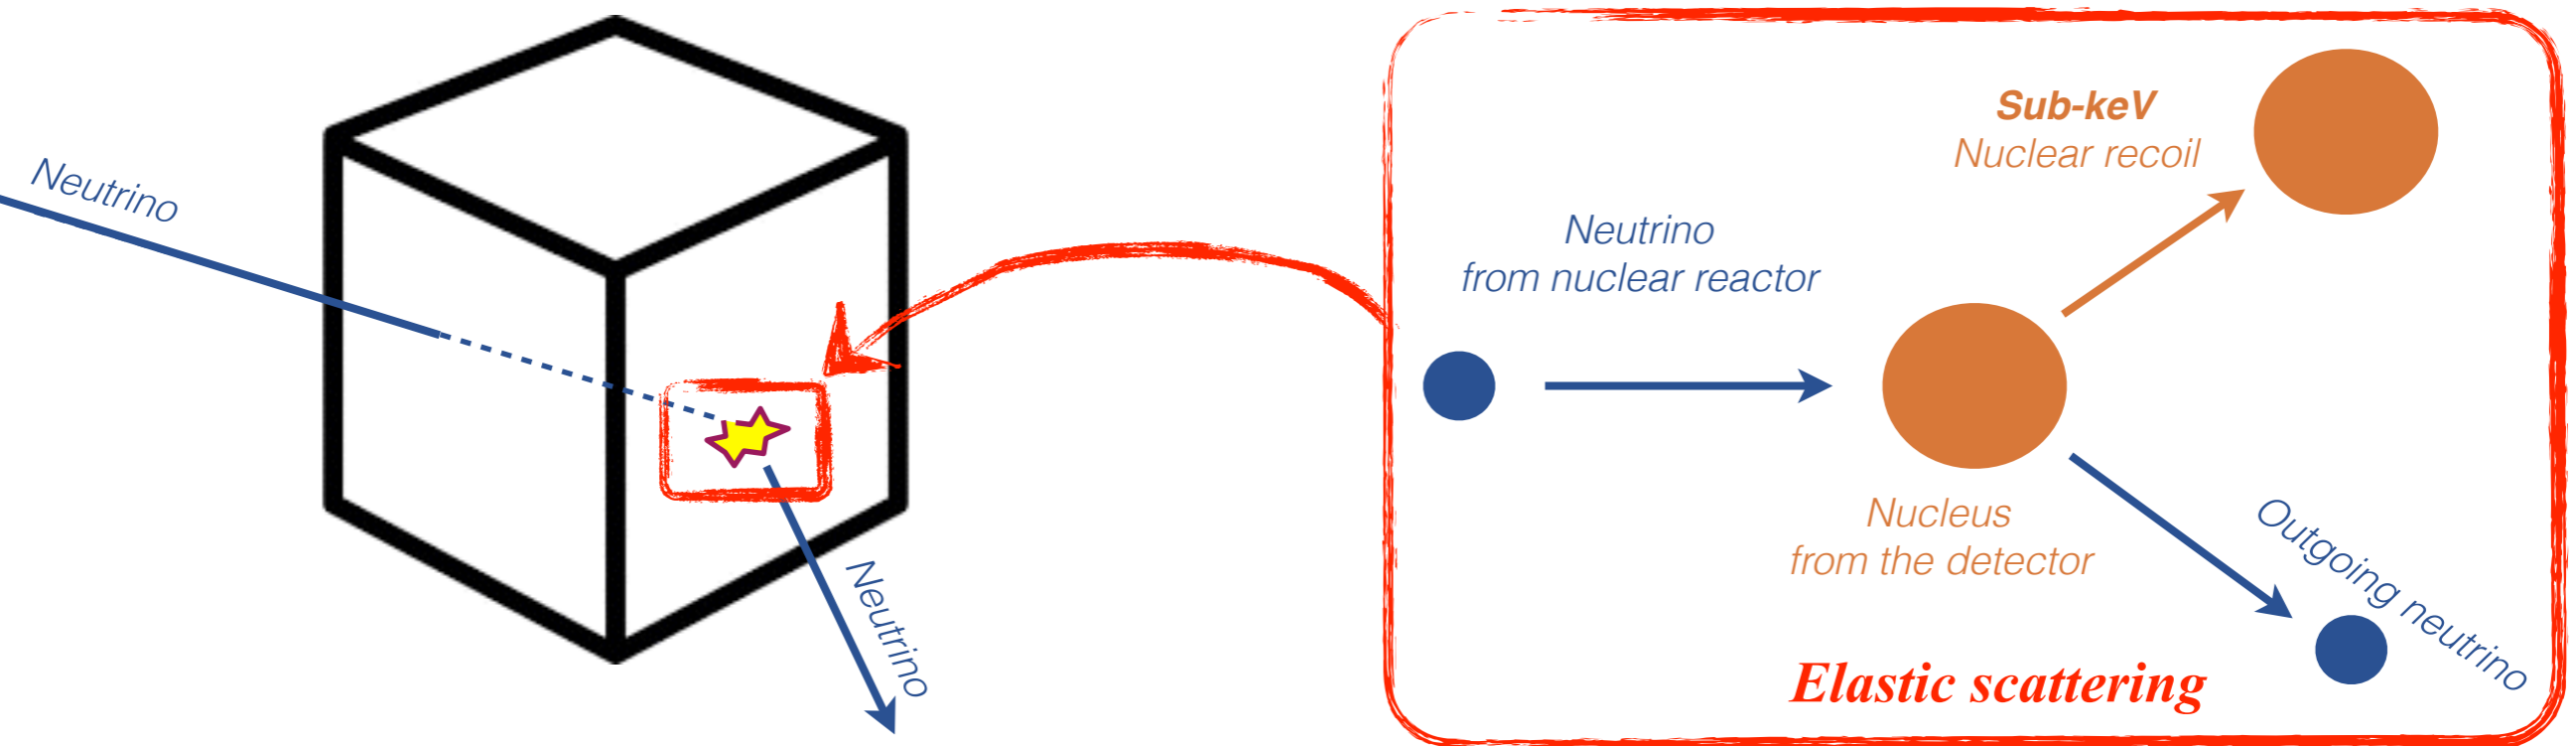 Neutrino
Neutrino
Neutrino
from nuclear reactor
Sub-keV
Nuclear recoil
Nucleus
from the detector
Outgoing neutrino
Elastic scattering